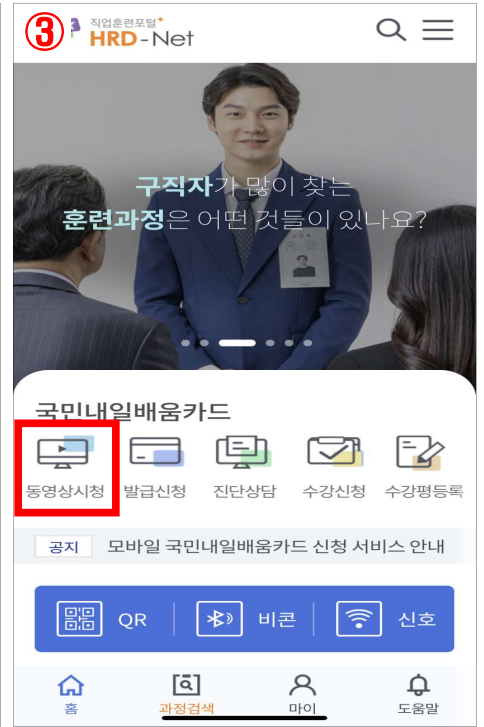 ③
직업훈련포털
HRD-Net
구직자가 많이 찾는
훈련과정은 어떤 것들이 있나요?
국민내일배움카드
동영상시청 발급신청 진단상담 수강신청 수강평등록
공지 모바일 국민내일배움카드 신청 서비스 안내
QR 비콘 신호
홈 과정검색 마이 도움말